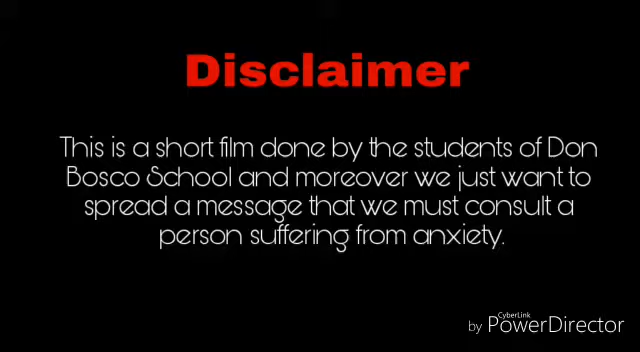 Disclaimer
This is a short film done by the students of Don
Bosco School and moreover we just want to
spread a message that we must consult a
person suffering from anxiety.
CyberLink
by PowerDirector